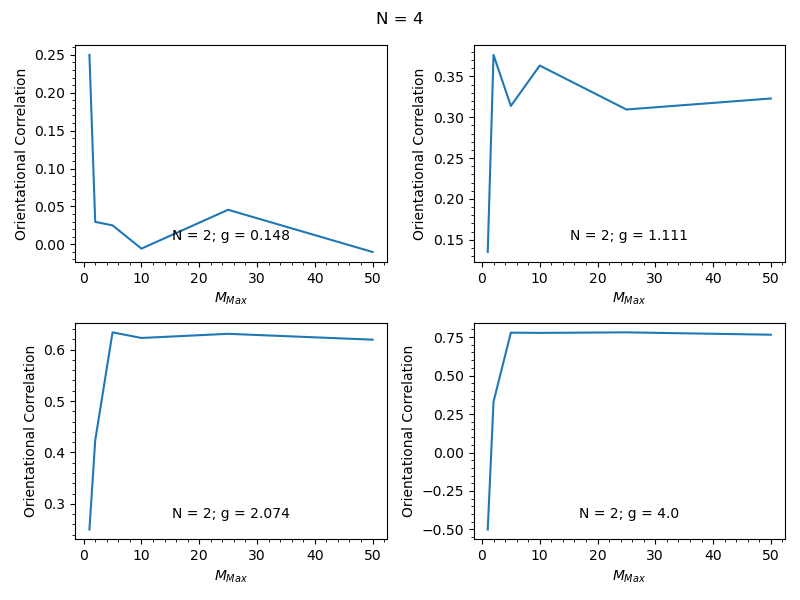 N = 4
Orientational Correlation
0.25
0.20
0.15
0.10
0.05
0.00
N = 2; g = 0.148
0 10 20 30 40 50
M_Max
Orientational Correlation
0.35
0.30
0.25
0.20
0.15
N = 2; g = 1.111
0 10 20 30 40 50
M_Max
Orientational Correlation
0.6
0.5
0.4
0.3
N = 2; g = 2.074
0 10 20 30 40 50
M_Max
Orientational Correlation
0.75
0.50
0.25
0.00
−0.25
−0.50
N = 2; g = 4.0
0 10 20 30 40 50
M_Max